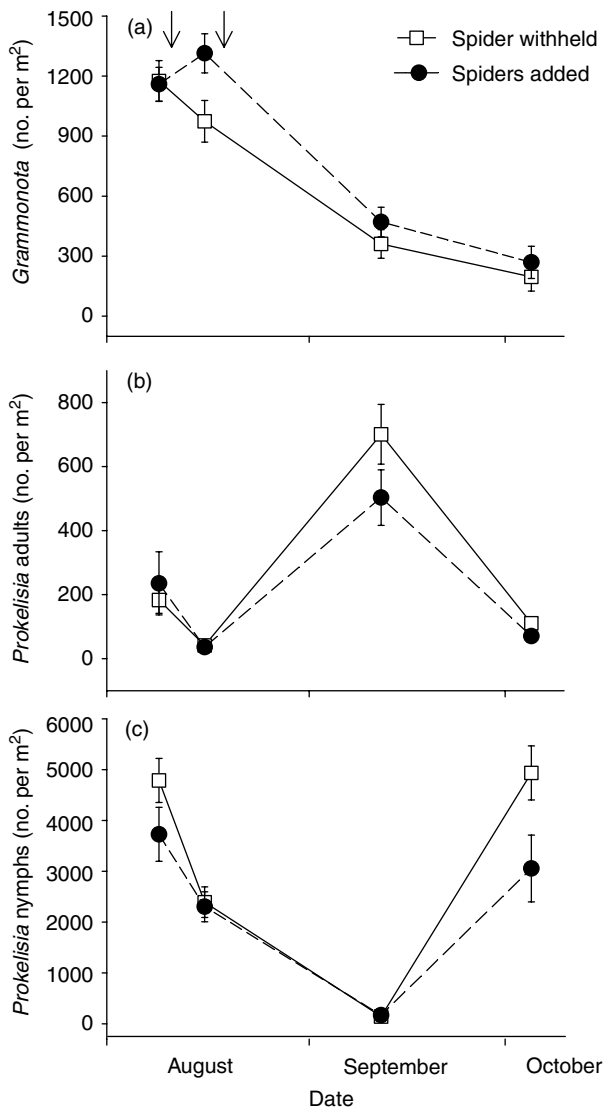 (a)
Spider withheld
Spiders added
Grammonota (no. per m²)
1500
1200
900
600
300
0
(b)
Prokelisia adults (no. per m²)
800
600
400
200
0
(c)
Prokelisia nymphs (no. per m²)
6000
5000
4000
3000
2000
1000
0
August September October
Date